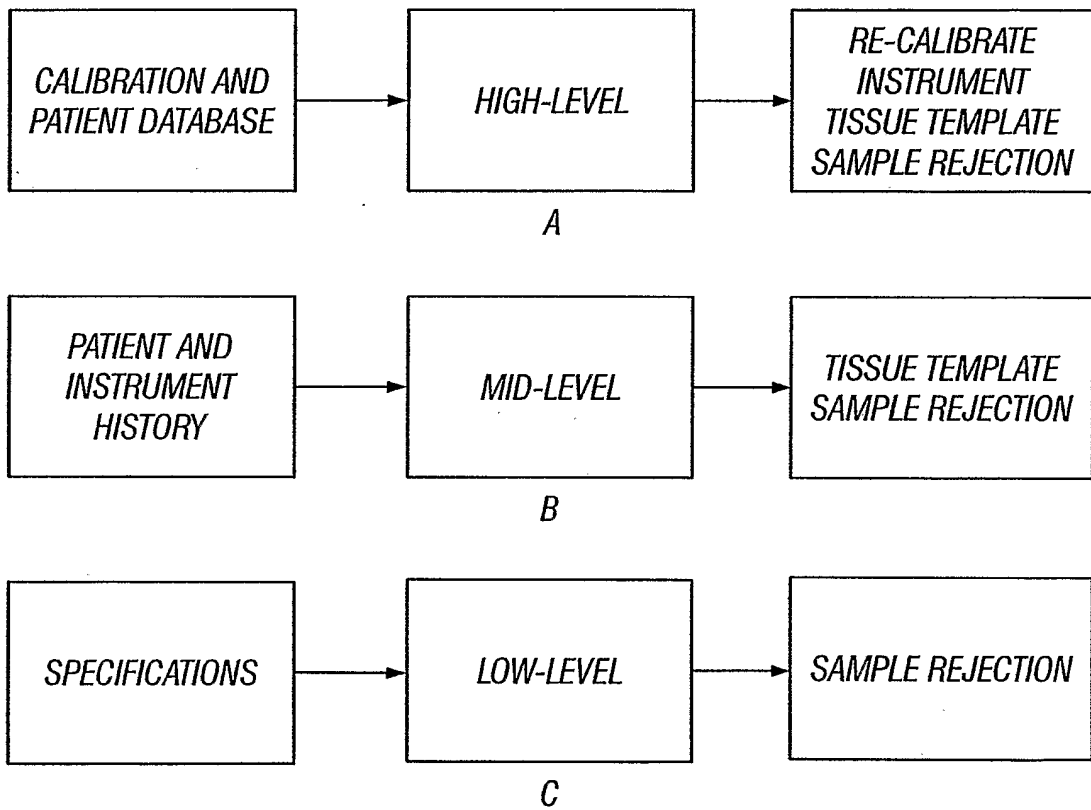 CALIBRATION AND
PATIENT DATABASE
HIGH-LEVEL
RE-CALIBRATE
INSTRUMENT
TISSUE TEMPLATE
SAMPLE REJECTION
A
PATIENT AND
INSTRUMENT
HISTORY
MID-LEVEL
TISSUE TEMPLATE
SAMPLE REJECTION
B
SPECIFICATIONS
LOW-LEVEL
SAMPLE REJECTION
C